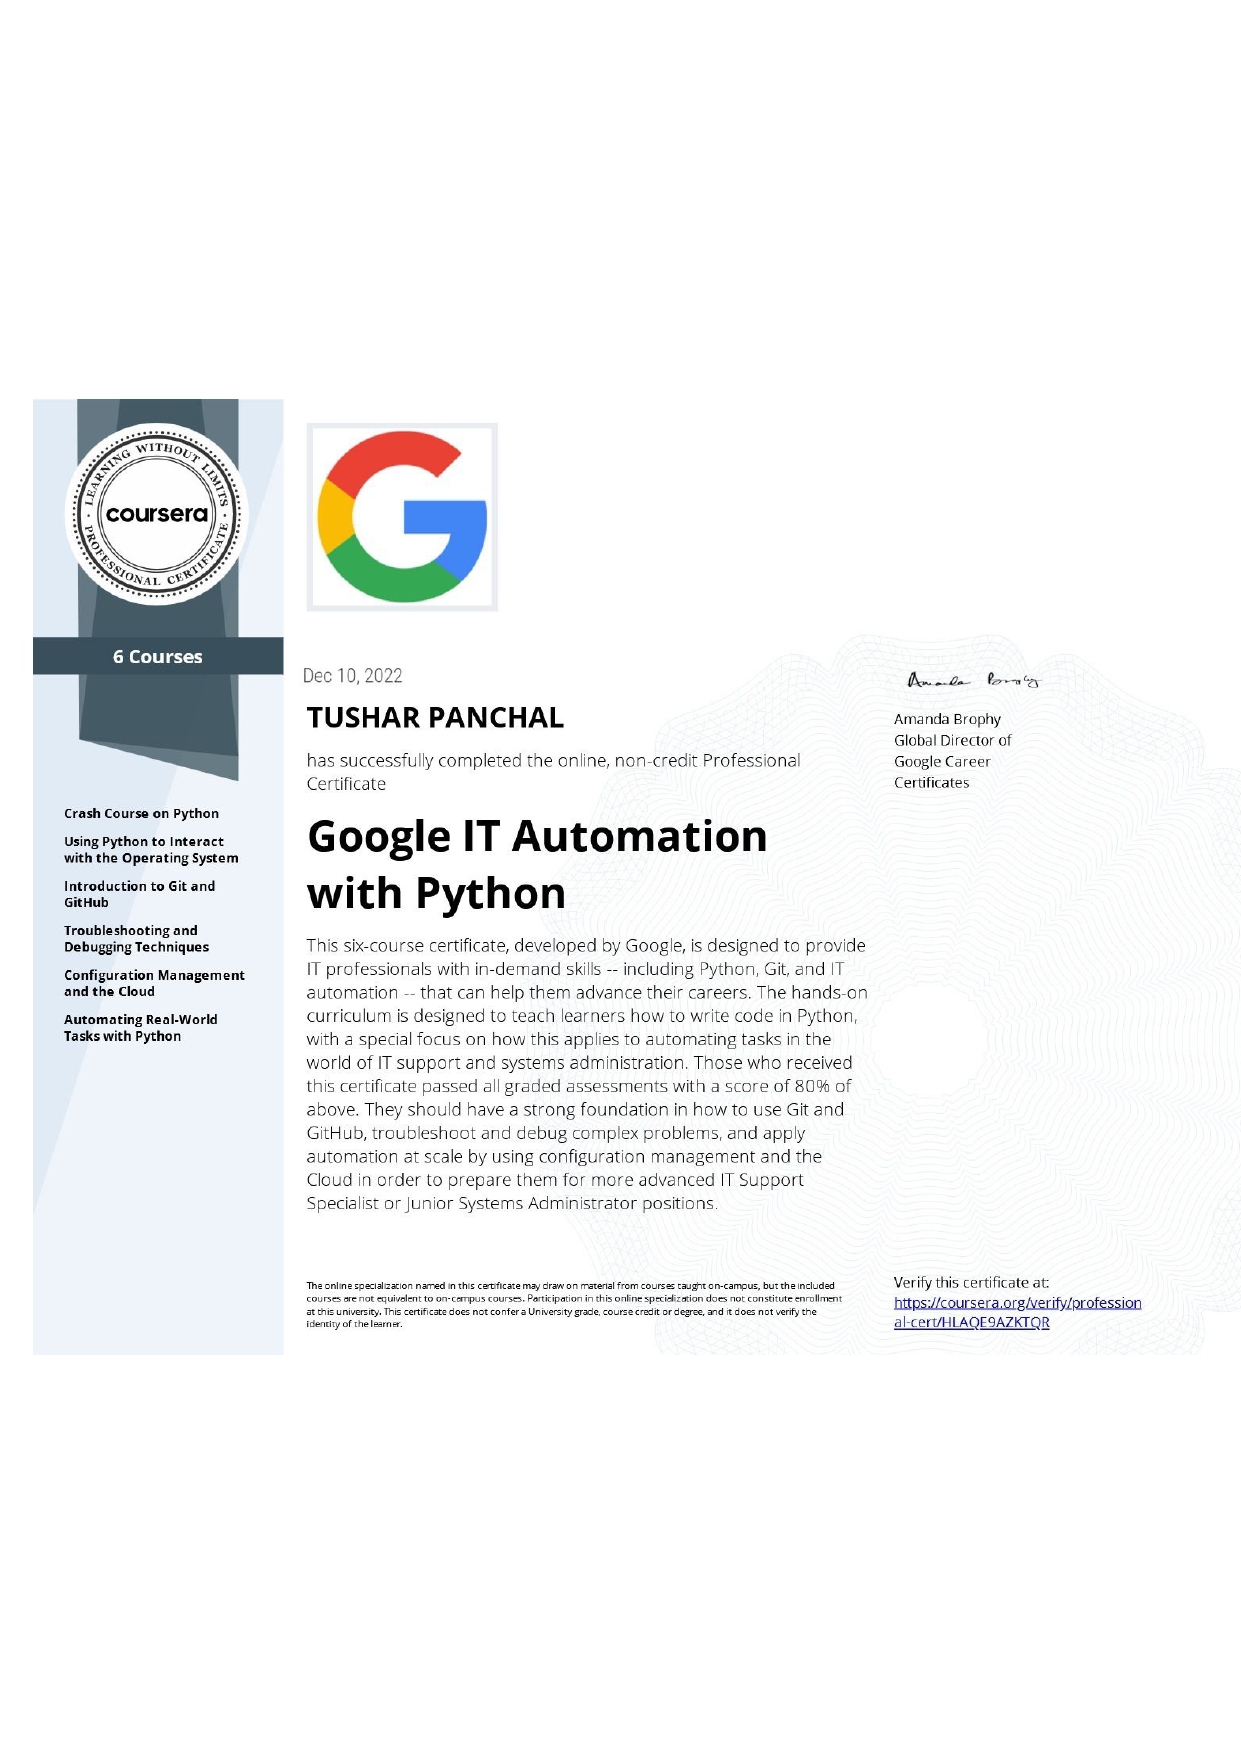 LEARNING WITHOUT LIMITS
coursera
PROFESSIONAL CERTIFICATE
6 Courses
Crash Course on Python
Using Python to Interact
with the Operating System
Introduction to Git and
GitHub
Troubleshooting and
Debugging Techniques
Configuration Management
and the Cloud
Automating Real-World
Tasks with Python
Dec 10, 2022
TUSHAR PANCHAL
has successfully completed the online, non-credit Professional
Certificate
Google IT Automation
with Python
This six-course certificate, developed by Google, is designed to provide
IT professionals with in-demand skills -- including Python, Git, and IT
automation -- that can help them advance their careers. The hands-on
curriculum is designed to teach learners how to write code in Python,
with a special focus on how this applies to automating tasks in the
world of IT support and systems administration. Those who received
this certificate passed all graded assessments with a score of 80% of
above. They should have a strong foundation in how to use Git and
GitHub, troubleshoot and debug complex problems, and apply
automation at scale by using configuration management and the
Cloud in order to prepare them for more advanced IT Support
Specialist or Junior Systems Administrator positions.
The online specialization named in this certificate may draw on material from courses taught on-campus, but the included
courses are not equivalent to on-campus courses. Participation in this online specialization does not constitute enrollment
at this university. This certificate does not confer a University grade, course credit or degree, and it does not verify the
identity of the learner.
Amanda Brophy
Amanda Brophy
Global Director of
Google Career
Certificates
Verify this certificate at:
https://coursera.org/verify/profession
al-cert/HLAQE9AZKTQR